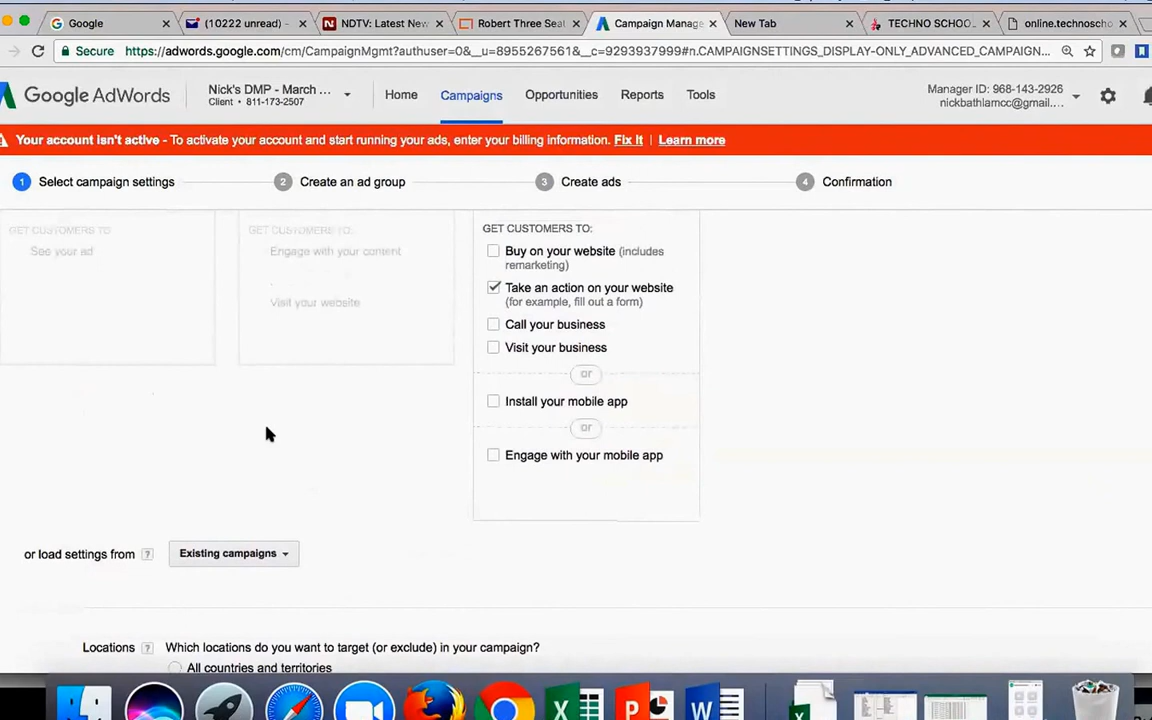 Google
(10222 unread) -
NDTV: Latest New
Robert Three Seat
Campaign Manage
New Tab
TECHNO SCHOOL
online.technoscho
Secure https://adwords.google.com/cm/CampaignMgmt?authuser=0&__u=8955267561&__c=9293937999#n.CAMPAIGNSETTINGS_DISPLAY-ONLY_ADVANCED_CAMPAIGN...
Google AdWords
Nick's DMP - March ...
Client • 811-173-2507
Home
Campaigns
Opportunities
Reports
Tools
Manager ID: 968-143-2926
nickbathlamcc@gmail....
Your account isn't active - To activate your account and start running your ads, enter your billing information. Fix it | Learn more
1 Select campaign settings
2 Create an ad group
3 Create ads
4 Confirmation
GET CUSTOMERS TO:
See your ad
GET CUSTOMERS TO:
Engage with your content
Visit your website
GET CUSTOMERS TO:
Buy on your website (includes
remarketing)
Take an action on your website
(for example, fill out a form)
Call your business
Visit your business
or
Install your mobile app
or
Engage with your mobile app
or load settings from ? Existing campaigns
Locations ? Which locations do you want to target (or exclude) in your campaign?
All countries and territories